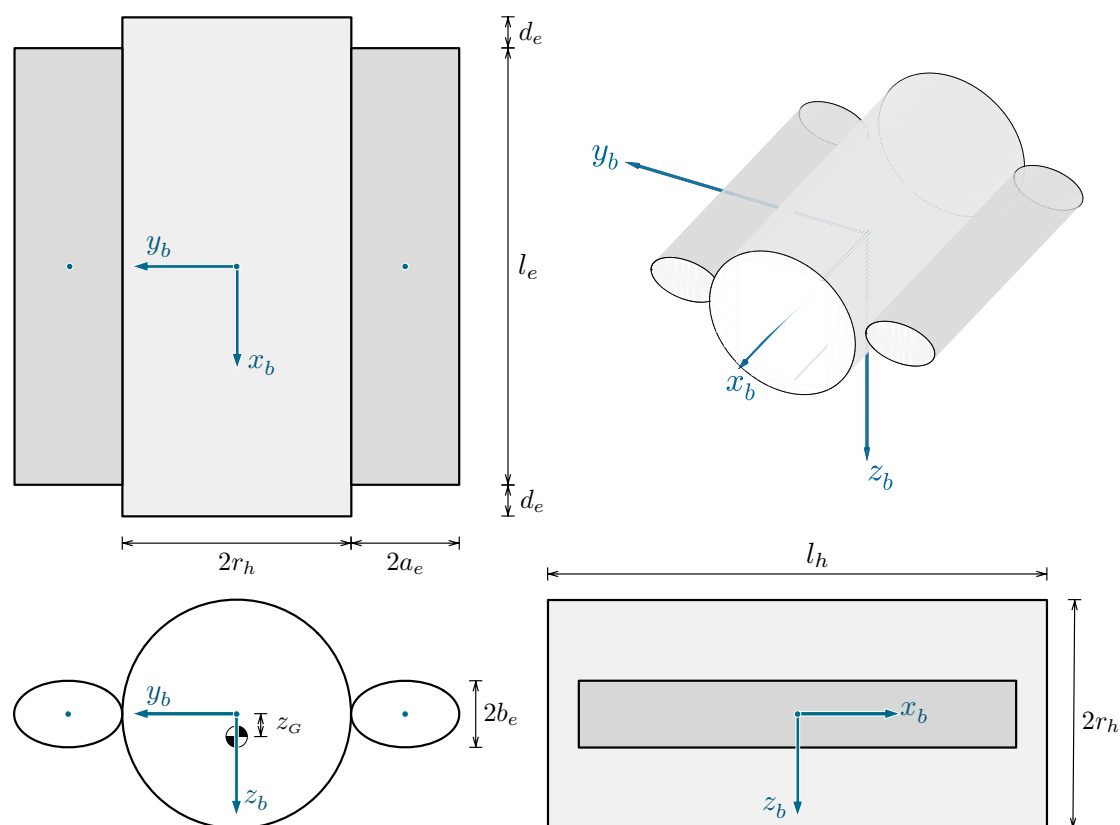 d_e
y_b
l_e
x_b
d_e
2r_h
2a_e
y_b
x_b
z_b
y_b
z_G
2b_e
z_b
l_h
x_b
2r_h
z_b